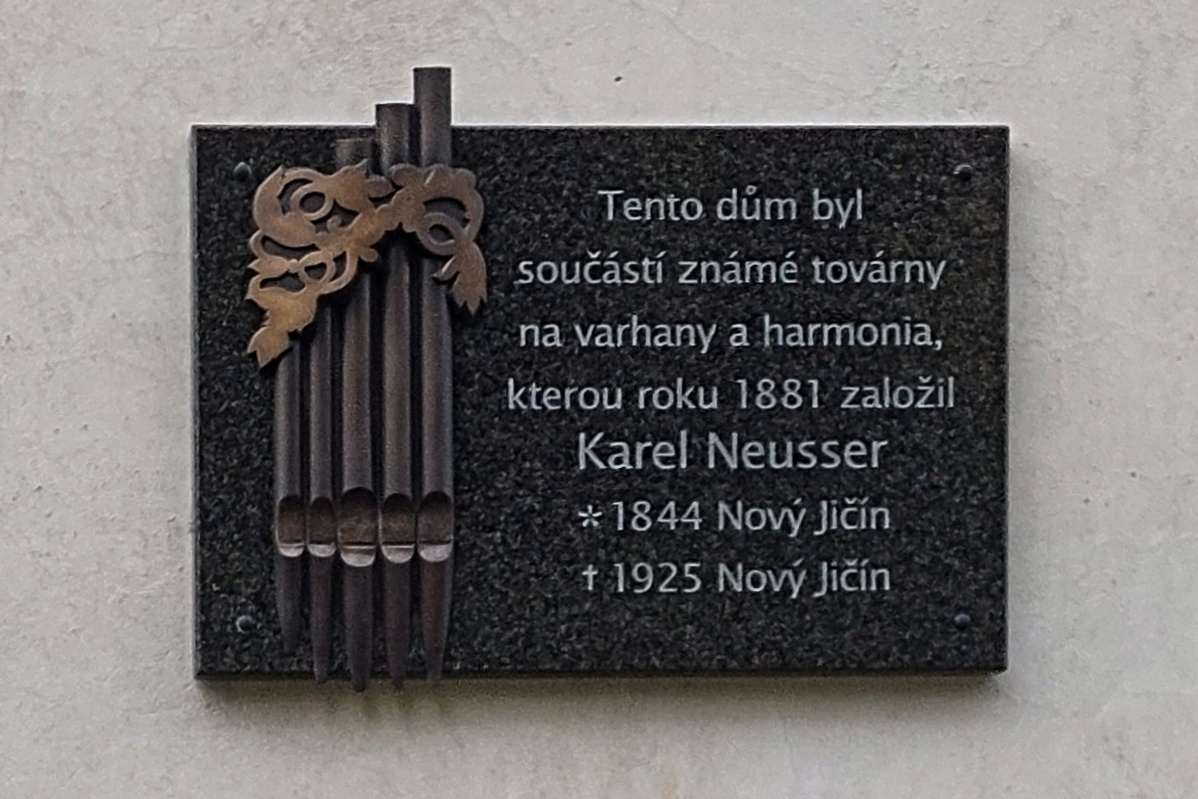 Tento dům byl
součástí známé továrny
na varhany a harmonia,
kterou roku 1881 založil
Karel Neusser
* 1844 Nový Jičín
† 1925 Nový Jičín